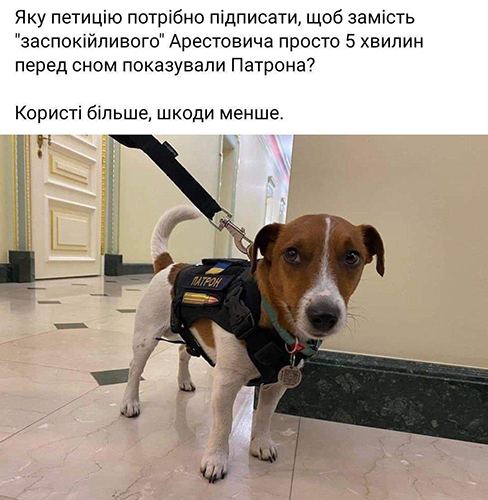 Яку петицію потрібно підписати, щоб замість
"заспокійливого" Арестовича просто 5 хвилин
перед сном показували Патрона?
Користі більше, шкоди менше.
ПАТРОН